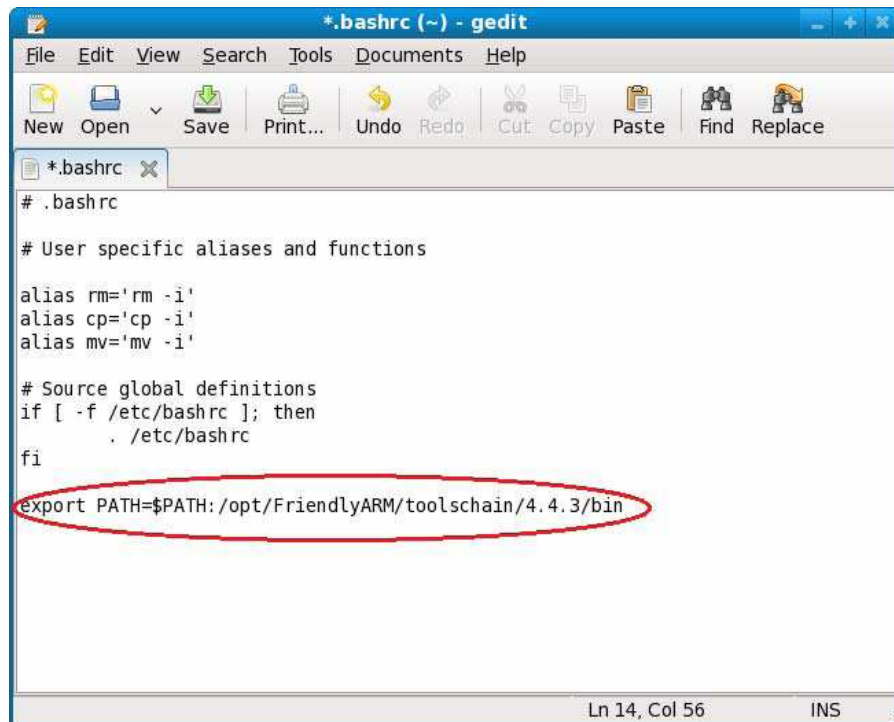 *.bashrc (~) - gedit
File Edit View Search Tools Documents Help
New Open Save Print... Undo Redo Cut Copy Paste Find Replace
*.bashrc
# .bashrc
# User specific aliases and functions
alias rm='rm -i'
alias cp='cp -i'
alias mv='mv -i'
# Source global definitions
if [ -f /etc/bashrc ]; then
        . /etc/bashrc
fi
export PATH=$PATH:/opt/FriendlyARM/toolschain/4.4.3/bin
Ln 14, Col 56 INS